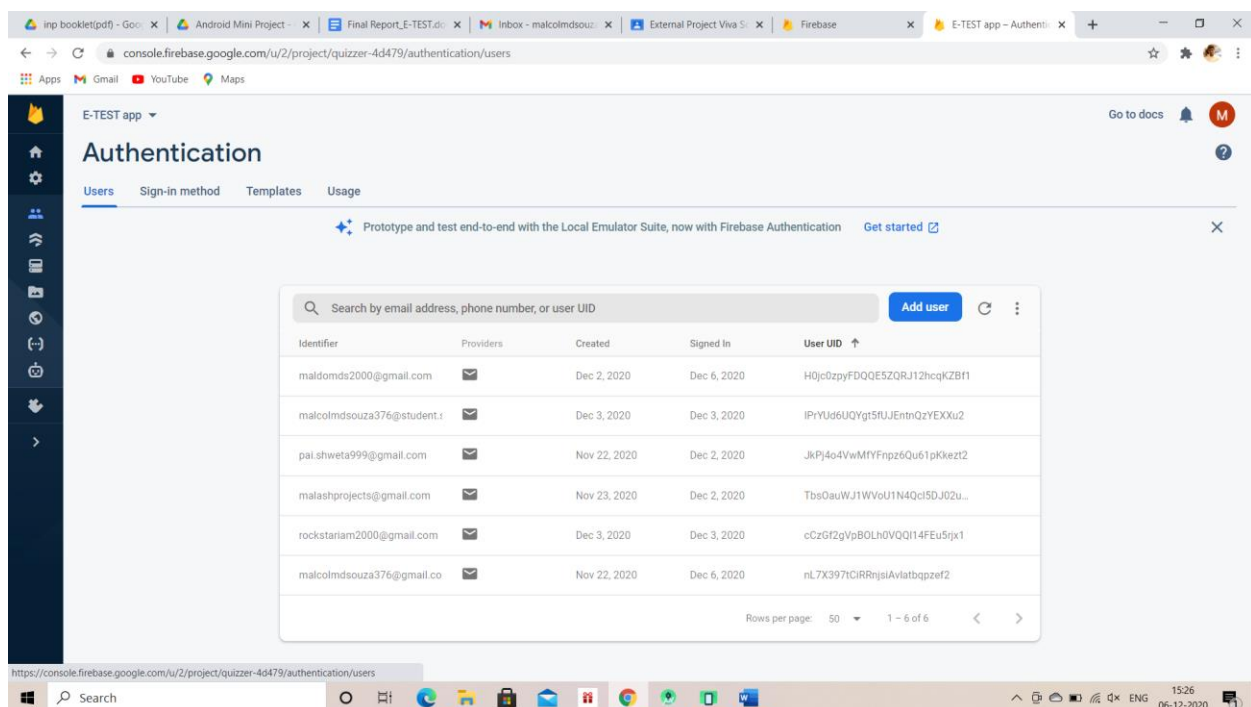 inp booklet(pdf) - Goo
Android Mini Project -
Final Report_E-TEST.do
Inbox - malcolmdsouz
External Project Viva S
Firebase
E-TEST app – Authenti
console.firebase.google.com/u/2/project/quizzer-4d479/authentication/users
Apps
Gmail
YouTube
Maps
E-TEST app
Go to docs
M
Authentication
Users
Sign-in method
Templates
Usage
Prototype and test end-to-end with the Local Emulator Suite, now with Firebase Authentication
Get started
Search by email address, phone number, or user UID
Add user
Identifier Providers Created Signed In User UID
maldomds2000@gmail.com Dec 2, 2020 Dec 6, 2020 H0jc0zpyFDQQE5ZQRJ12hcqKZBf1
malcolmdsouza376@student.s Dec 3, 2020 Dec 3, 2020 IPrYUd6UQYgt5fUJEntnQzYEXXu2
pai.shweta999@gmail.com Nov 22, 2020 Dec 2, 2020 JkPj4o4VwMfYFnpz6Qu61pKkezt2
malashprojects@gmail.com Nov 23, 2020 Dec 2, 2020 TbsOauWJ1WVoU1N4QcI5DJ02u...
rockstariam2000@gmail.com Dec 3, 2020 Dec 3, 2020 cCzGf2gVpBOLh0VQQI14FEu5rjx1
malcolmdsouza376@gmail.co Nov 22, 2020 Dec 6, 2020 nL7X397tCiRRnjsiAvlatbqpzef2
Rows per page: 50 1 – 6 of 6
https://console.firebase.google.com/u/2/project/quizzer-4d479/authentication/users
Search
ENG
15:26
06-12-2020